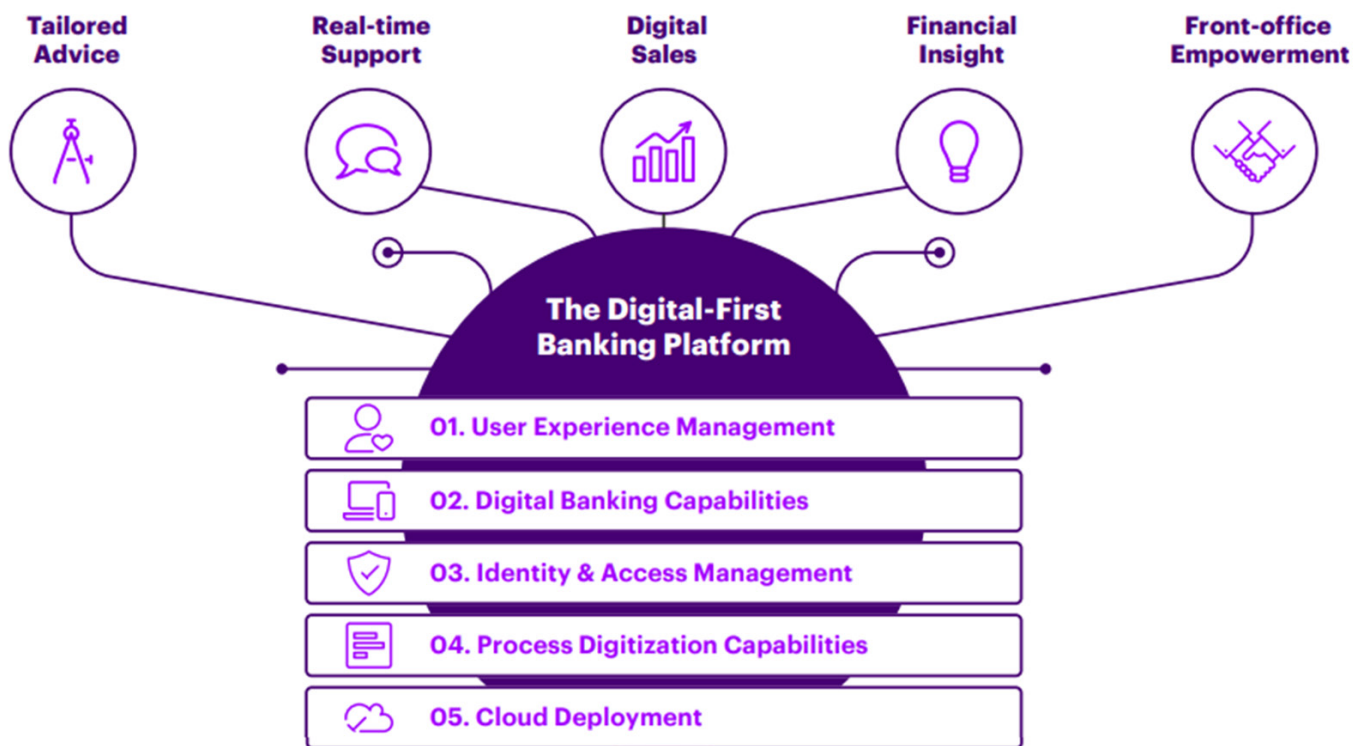 Tailored
Advice
Real-time
Support
Digital
Sales
Financial
Insight
Front-office
Empowerment
The Digital-First
Banking Platform
01. User Experience Management
02. Digital Banking Capabilities
03. Identity & Access Management
04. Process Digitization Capabilities
05. Cloud Deployment